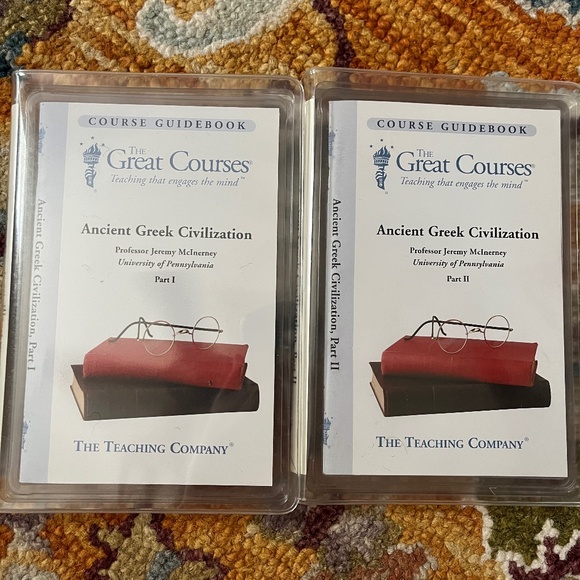 COURSE GUIDEBOOK
THE
Great Courses®
Teaching that engages the mind™
Ancient Greek Civilization
Professor Jeremy McInerney
University of Pennsylvania
Part I
THE TEACHING COMPANY®
Ancient Greek Civilization, Part I
COURSE GUIDEBOOK
THE
Great Courses®
Teaching that engages the mind™
Ancient Greek Civilization
Professor Jeremy McInerney
University of Pennsylvania
Part II
THE TEACHING COMPANY®
Ancient Greek Civilization, Part II